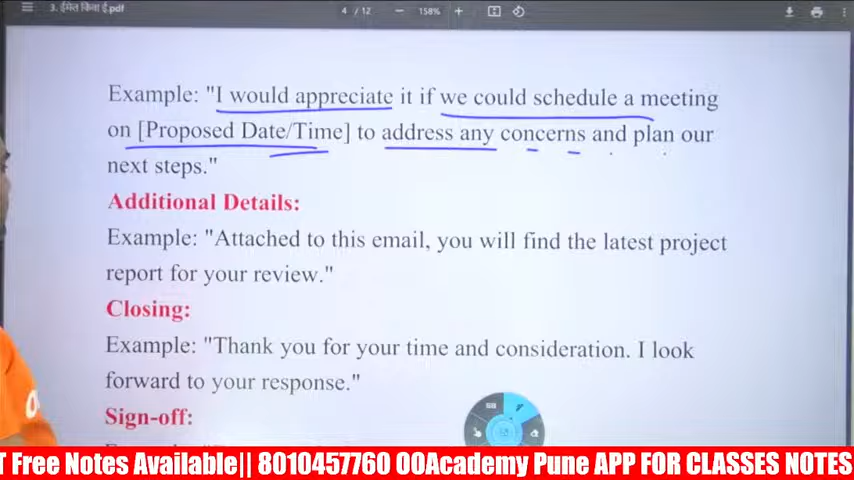 3. ईमेल किंवा ई.pdf
4 / 12
158%
Example: "I would appreciate it if we could schedule a meeting
on [Proposed Date/Time] to address any concerns and plan our
next steps."
Additional Details:
Example: "Attached to this email, you will find the latest project
report for your review."
Closing:
Example: "Thank you for your time and consideration. I look
forward to your response."
Sign-off:
T Free Notes Available|| 8010457760 OOAcademy Pune APP FOR CLASSES NOTES